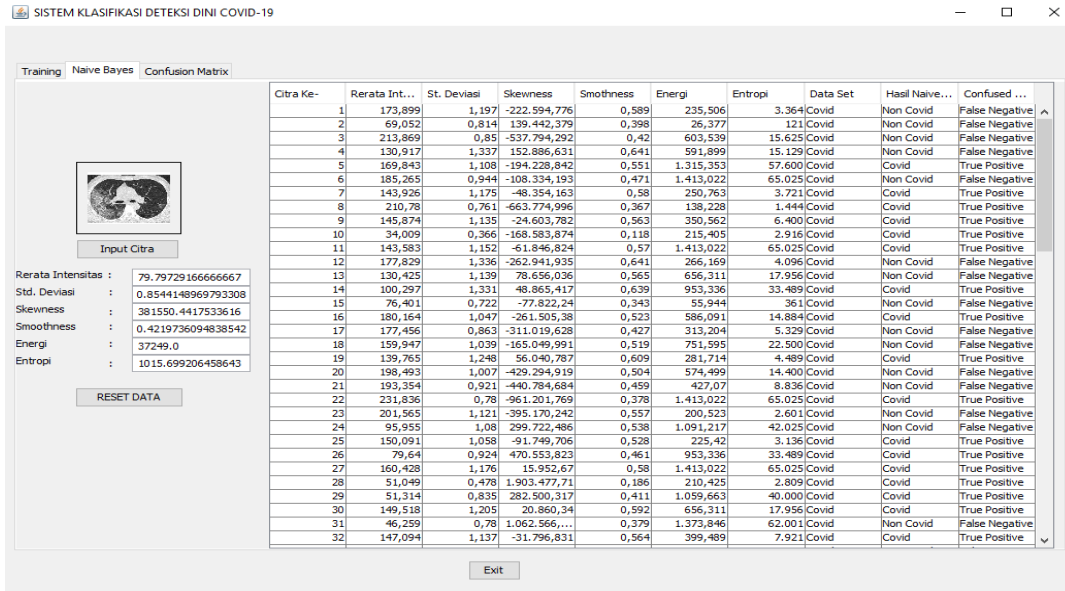 SISTEM KLASIFIKASI DETEKSI DINI COVID-19
Training Naive Bayes Confusion Matrix
Input Citra
Rerata Intensitas : 79.79729166666667
Std. Deviasi : 0.8544148969793308
Skewness : 381550.4417533616
Smoothness : 0.4219736094838542
Energi : 37249.0
Entropi : 1015.699206458643
RESET DATA
Citra Ke- Rerata Int... St. Deviasi Skewness Smothness Energi Entropi Data Set Hasil Naive... Confused ...
1 173,899 1,197 -222.594,776 0,589 235,506 3.364 Covid Non Covid False Negative
2 69,052 0,814 139.442,379 0,398 26,377 121 Covid Non Covid False Negative
3 213,869 0,85 -537.794,292 0,42 603,539 15.625 Covid Non Covid False Negative
4 130,917 1,337 152.886,631 0,641 591,899 15.129 Covid Non Covid False Negative
5 169,843 1,108 -194.228,842 0,551 1.315,353 57.600 Covid Covid True Positive
6 185,265 0,944 -108.334,193 0,471 1.413,022 65.025 Covid Non Covid False Negative
7 143,926 1,175 -48.354,163 0,58 250,763 3.721 Covid Covid True Positive
8 210,78 0,761 -663.774,996 0,367 138,228 1.444 Covid Covid True Positive
9 145,874 1,135 -24.603,782 0,563 350,562 6.400 Covid Covid True Positive
10 34,009 0,366 -168.583,874 0,118 215,405 2.916 Covid Covid True Positive
11 143,583 1,152 -61.846,824 0,57 1.413,022 65.025 Covid Covid True Positive
12 177,829 1,336 -262.941,935 0,641 266,169 4.096 Covid Non Covid False Negative
13 130,425 1,139 78.656,036 0,565 656,311 17.956 Covid Non Covid False Negative
14 100,297 1,331 48.865,417 0,639 953,336 33.489 Covid Covid True Positive
15 76,401 0,722 -77.822,24 0,343 55,944 361 Covid Non Covid False Negative
16 180,164 1,047 -261.505,38 0,523 586,091 14.884 Covid Covid True Positive
17 177,456 0,863 -311.019,628 0,427 313,204 5.329 Covid Non Covid False Negative
18 159,947 1,039 -165.049,991 0,519 751,595 22.500 Covid Non Covid False Negative
19 139,765 1,248 56.040,787 0,609 281,714 4.489 Covid Covid True Positive
20 198,493 1,007 -429.294,919 0,504 574,499 14.400 Covid Non Covid False Negative
21 193,354 0,921 -440.784,684 0,459 427,07 8.836 Covid Non Covid False Negative
22 231,836 0,78 -961.201,769 0,378 1.413,022 65.025 Covid Covid True Positive
23 201,565 1,121 -395.170,242 0,557 200,523 2.601 Covid Non Covid False Negative
24 95,955 1,08 299.722,486 0,538 1.091,217 42.025 Covid Non Covid False Negative
25 150,091 1,058 -91.749,706 0,528 225,42 3.136 Covid Covid True Positive
26 79,64 0,924 470.553,823 0,461 953,336 33.489 Covid Covid True Positive
27 160,428 1,176 15.952,67 0,58 1.413,022 65.025 Covid Covid True Positive
28 51,049 0,478 1.903.477,71 0,186 210,425 2.809 Covid Covid True Positive
29 51,314 0,835 282.500,317 0,411 1.059,663 40.000 Covid Covid True Positive
30 149,518 1,205 20.860,34 0,592 656,311 17.956 Covid Covid True Positive
31 46,259 0,78 1.062.566,... 0,379 1.373,846 62.001 Covid Non Covid False Negative
32 147,094 1,137 -31.796,831 0,564 399,489 7.921 Covid Covid True Positive
Exit